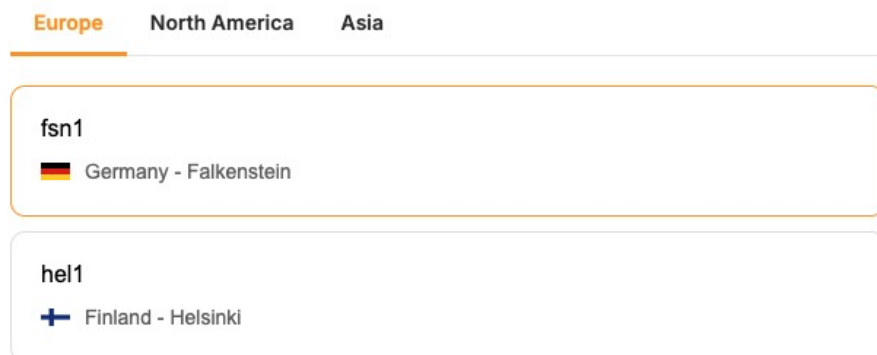 Europe North America Asia
fsn1
Germany - Falkenstein
hel1
Finland - Helsinki